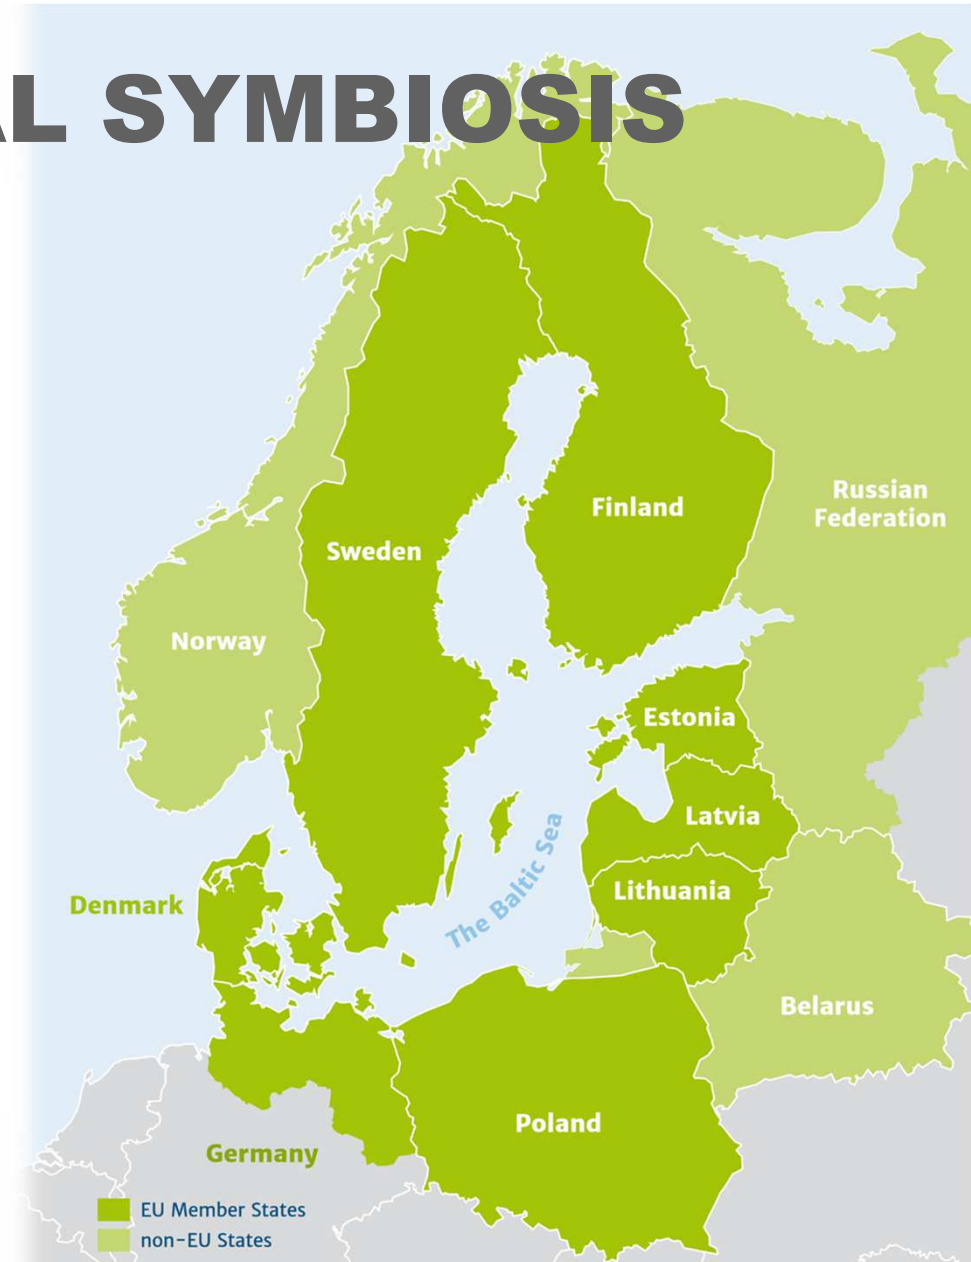 L SYMBIOSIS
Finland
Russian
Federation
Sweden
Norway
Estonia
Latvia
Lithuania
Denmark
The Baltic Sea
Belarus
Poland
Germany
EU Member States
non-EU States